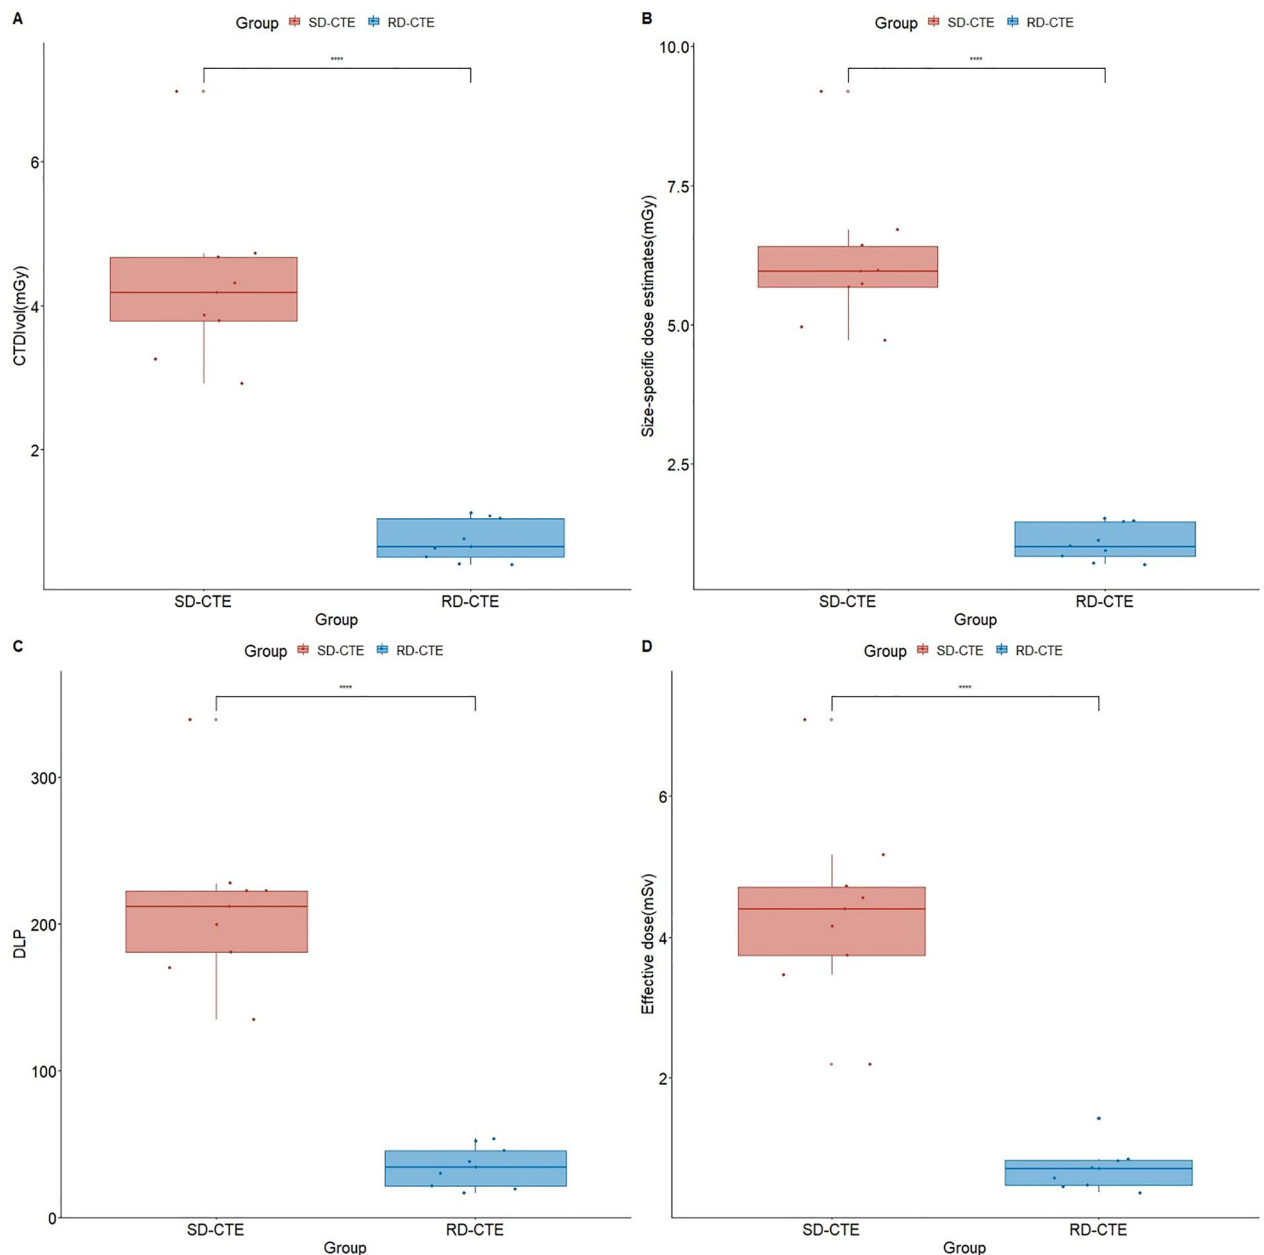 A
Group SD-CTE RD-CTE
****
CTDIvol(mGy)
6
4
2
SD-CTE RD-CTE
Group
B
Group SD-CTE RD-CTE
****
Size-specific dose estimates(mGy)
10.0
7.5
5.0
2.5
SD-CTE RD-CTE
Group
C
Group SD-CTE RD-CTE
****
DLP
300
200
100
0
SD-CTE RD-CTE
Group
D
Group SD-CTE RD-CTE
****
Effective dose(mSv)
6
4
2
SD-CTE RD-CTE
Group